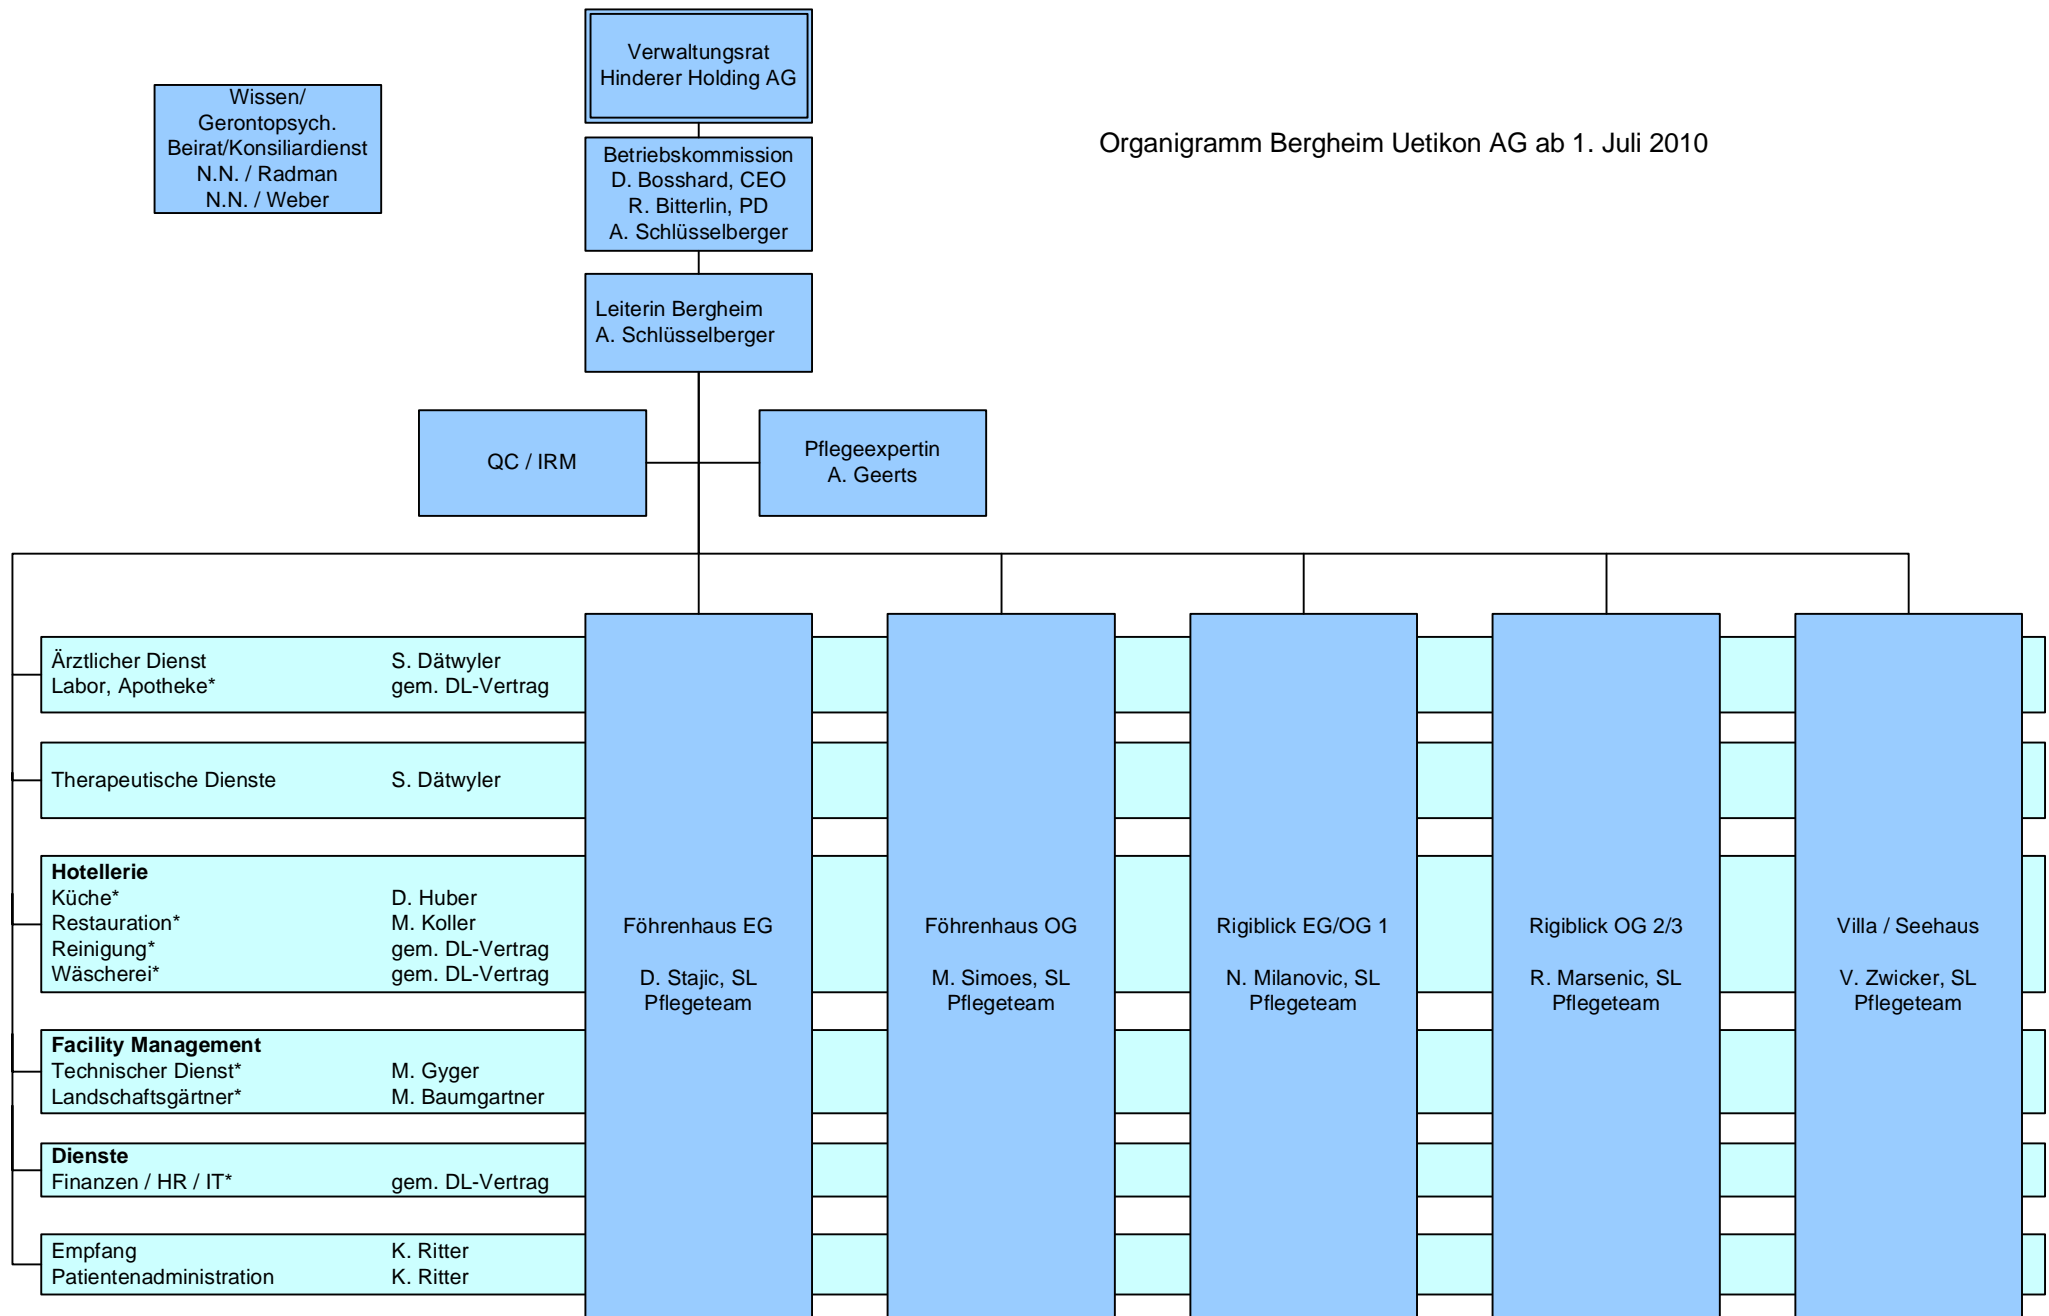 Verwaltungsrat
Hinderer Holding AG
Wissen/
Gerontopsych.
Beirat/Konsiliardienst
N.N. / Radman
N.N. / Weber
Organigramm Bergheim Uetikon AG ab 1. Juli 2010
Betriebskommission
D. Bosshard, CEO
R. Bitterlin, PD
A. Schlüsselberger
Leiterin Bergheim
A. Schlüsselberger
QC / IRM
Pflegeexpertin
A. Geerts
Ärztlicher Dienst S. Dätwyler
Labor, Apotheke* gem. DL-Vertrag
Therapeutische Dienste S. Dätwyler
Hotellerie
Küche* D. Huber
Restauration* M. Koller
Reinigung* gem. DL-Vertrag
Wäscherei* gem. DL-Vertrag
Facility Management
Technischer Dienst* M. Gyger
Landschaftsgärtner* M. Baumgartner
Dienste
Finanzen / HR / IT* gem. DL-Vertrag
Empfang K. Ritter
Patientenadministration K. Ritter
Föhrenhaus EG
D. Stajic, SL
Pflegeteam
Föhrenhaus OG
M. Simoes, SL
Pflegeteam
Rigiblick EG/OG 1
N. Milanovic, SL
Pflegeteam
Rigiblick OG 2/3
R. Marsenic, SL
Pflegeteam
Villa / Seehaus
V. Zwicker, SL
Pflegeteam